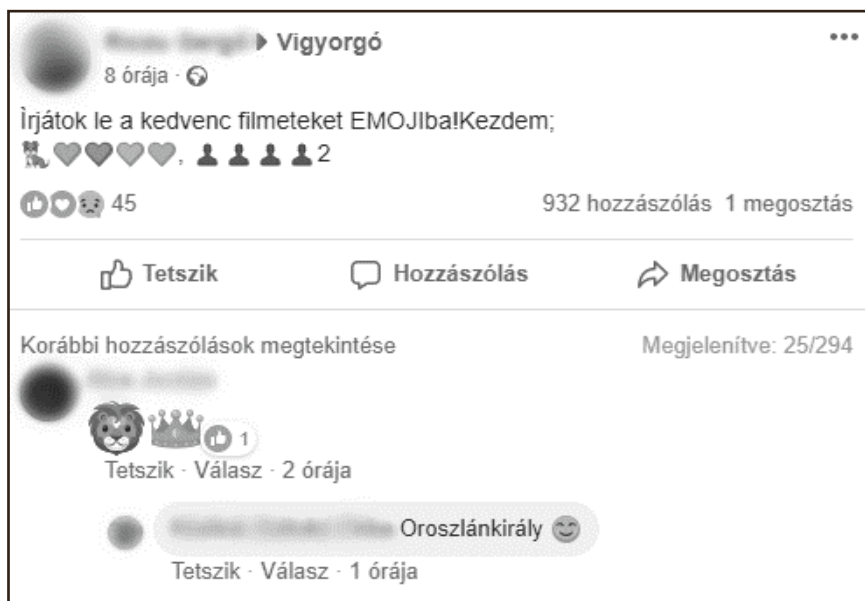 Vigyorgó
8 órája ·
Ìrjátok le a kedvenc filmeteket EMOJIba!Kezdem;
🐕💛❤💛💛, 👤👤👤👤2
45 932 hozzászólás 1 megosztás
Tetszik Hozzászólás Megosztás
Korábbi hozzászólások megtekintése Megjelenítve: 25/294
🦁👑 1
Tetszik · Válasz · 2 órája
Oroszlánkirály 😊
Tetszik · Válasz · 1 órája